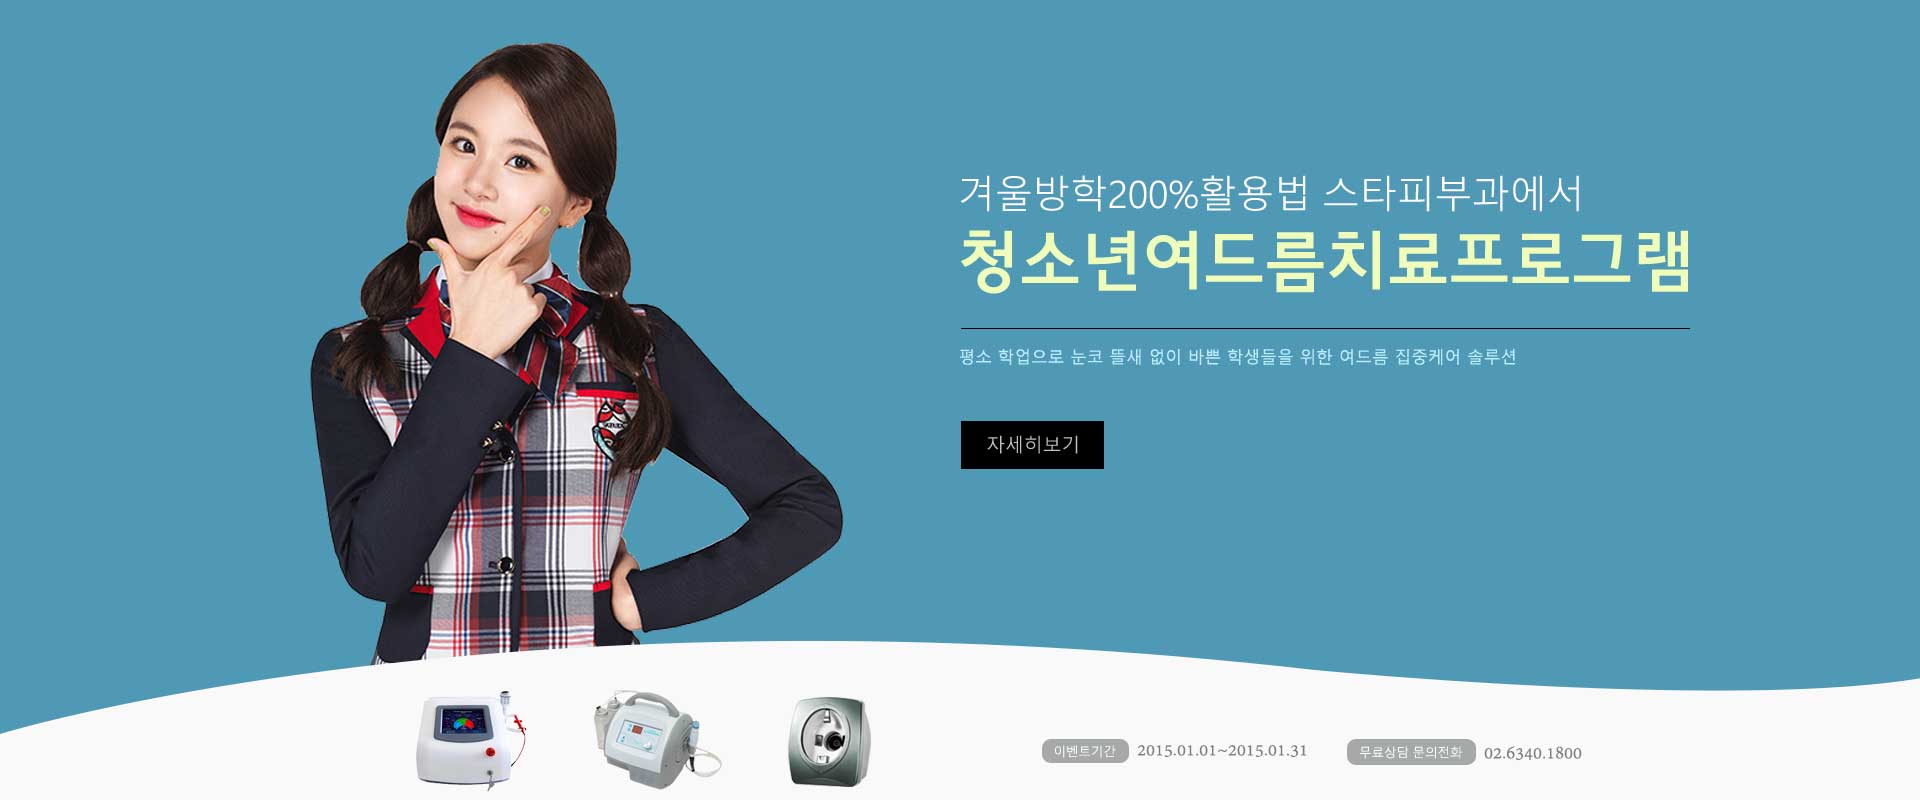 겨울방학200%활용법 스타피부과에서
청소년여드름치료프로그램
평소 학업으로 눈코 뜰새 없이 바쁜 학생들을 위한 여드름 집중케어 솔루션
자세히보기
이벤트기간 2015.01.01~2015.01.31
무료상담 문의전화 02.6340.1800